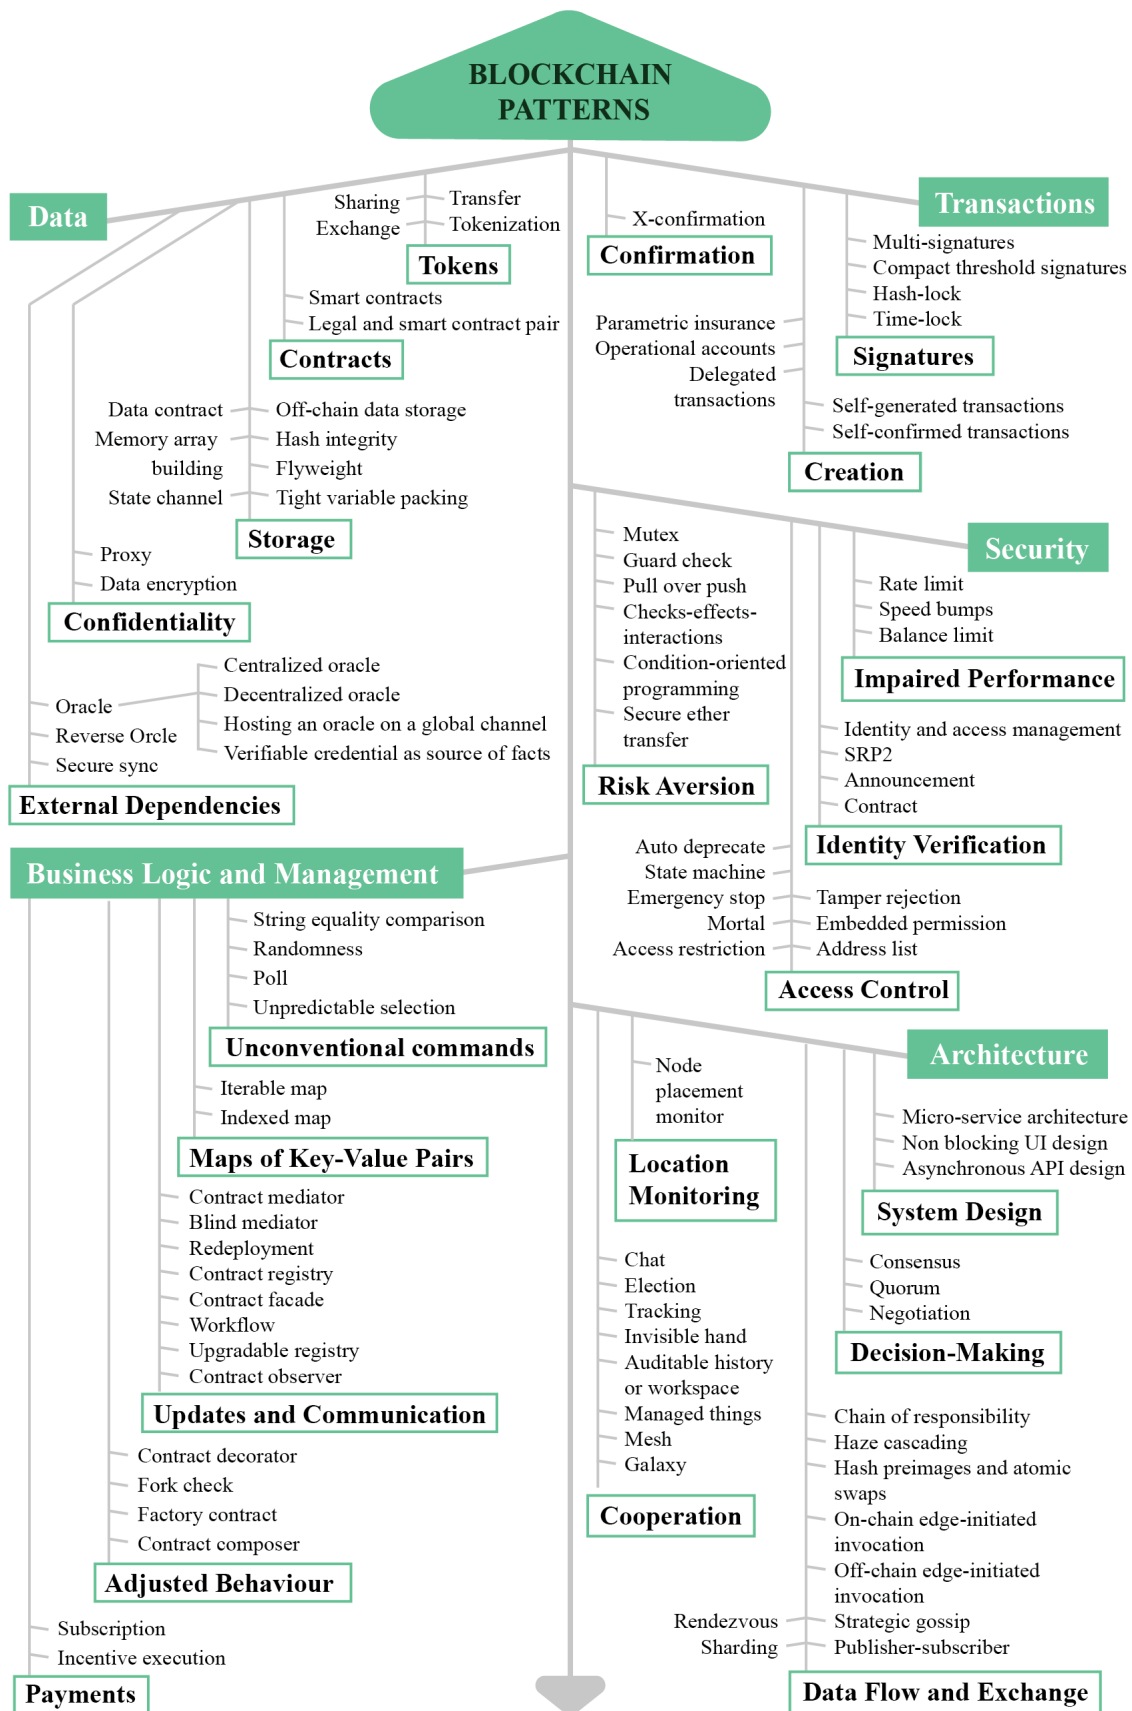 BLOCKCHAIN
PATTERNS
Data
Sharing
Exchange
Transfer
Tokenization
Tokens
Smart contracts
Legal and smart contract pair
Contracts
Data contract
Memory array
building
State channel
Off-chain data storage
Hash integrity
Flyweight
Tight variable packing
Storage
Proxy
Data encryption
Confidentiality
Oracle
Reverse Orcle
Secure sync
Centralized oracle
Decentralized oracle
Hosting an oracle on a global channel
Verifiable credential as source of facts
External Dependencies
Transactions
X-confirmation
Confirmation
Multi-signatures
Compact threshold signatures
Hash-lock
Time-lock
Signatures
Parametric insurance
Operational accounts
Delegated
transactions
Self-generated transactions
Self-confirmed transactions
Creation
Security
Mutex
Guard check
Pull over push
Checks-effects-
interactions
Condition-oriented
programming
Secure ether
transfer
Risk Aversion
Rate limit
Speed bumps
Balance limit
Impaired Performance
Identity and access management
SRP2
Announcement
Contract
Identity Verification
Auto deprecate
State machine
Emergency stop
Mortal
Access restriction
Tamper rejection
Embedded permission
Address list
Access Control
Business Logic and Management
String equality comparison
Randomness
Poll
Unpredictable selection
Unconventional commands
Iterable map
Indexed map
Maps of Key-Value Pairs
Contract mediator
Blind mediator
Redeployment
Contract registry
Contract facade
Workflow
Upgradable registry
Contract observer
Updates and Communication
Contract decorator
Fork check
Factory contract
Contract composer
Adjusted Behaviour
Subscription
Incentive execution
Payments
Architecture
Node
placement
monitor
Location
Monitoring
Micro-service architecture
Non blocking UI design
Asynchronous API design
System Design
Chat
Election
Tracking
Invisible hand
Auditable history
or workspace
Managed things
Mesh
Galaxy
Cooperation
Consensus
Quorum
Negotiation
Decision-Making
Chain of responsibility
Haze cascading
Hash preimages and atomic
swaps
On-chain edge-initiated
invocation
Off-chain edge-initiated
invocation
Rendezvous
Sharding
Strategic gossip
Publisher-subscriber
Data Flow and Exchange